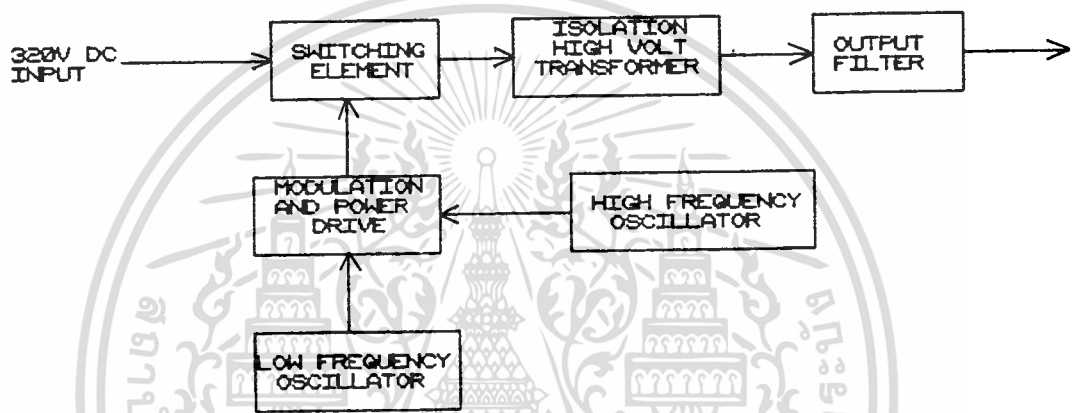 320V DC
INPUT
SWITCHING
ELEMENT
ISOLATION
HIGH VOLT
TRANSFORMER
OUTPUT
FILTER
MODULATION
AND POWER
DRIVE
HIGH FREQUENCY
OSCILLATOR
LOW FREQUENCY
OSCILLATOR